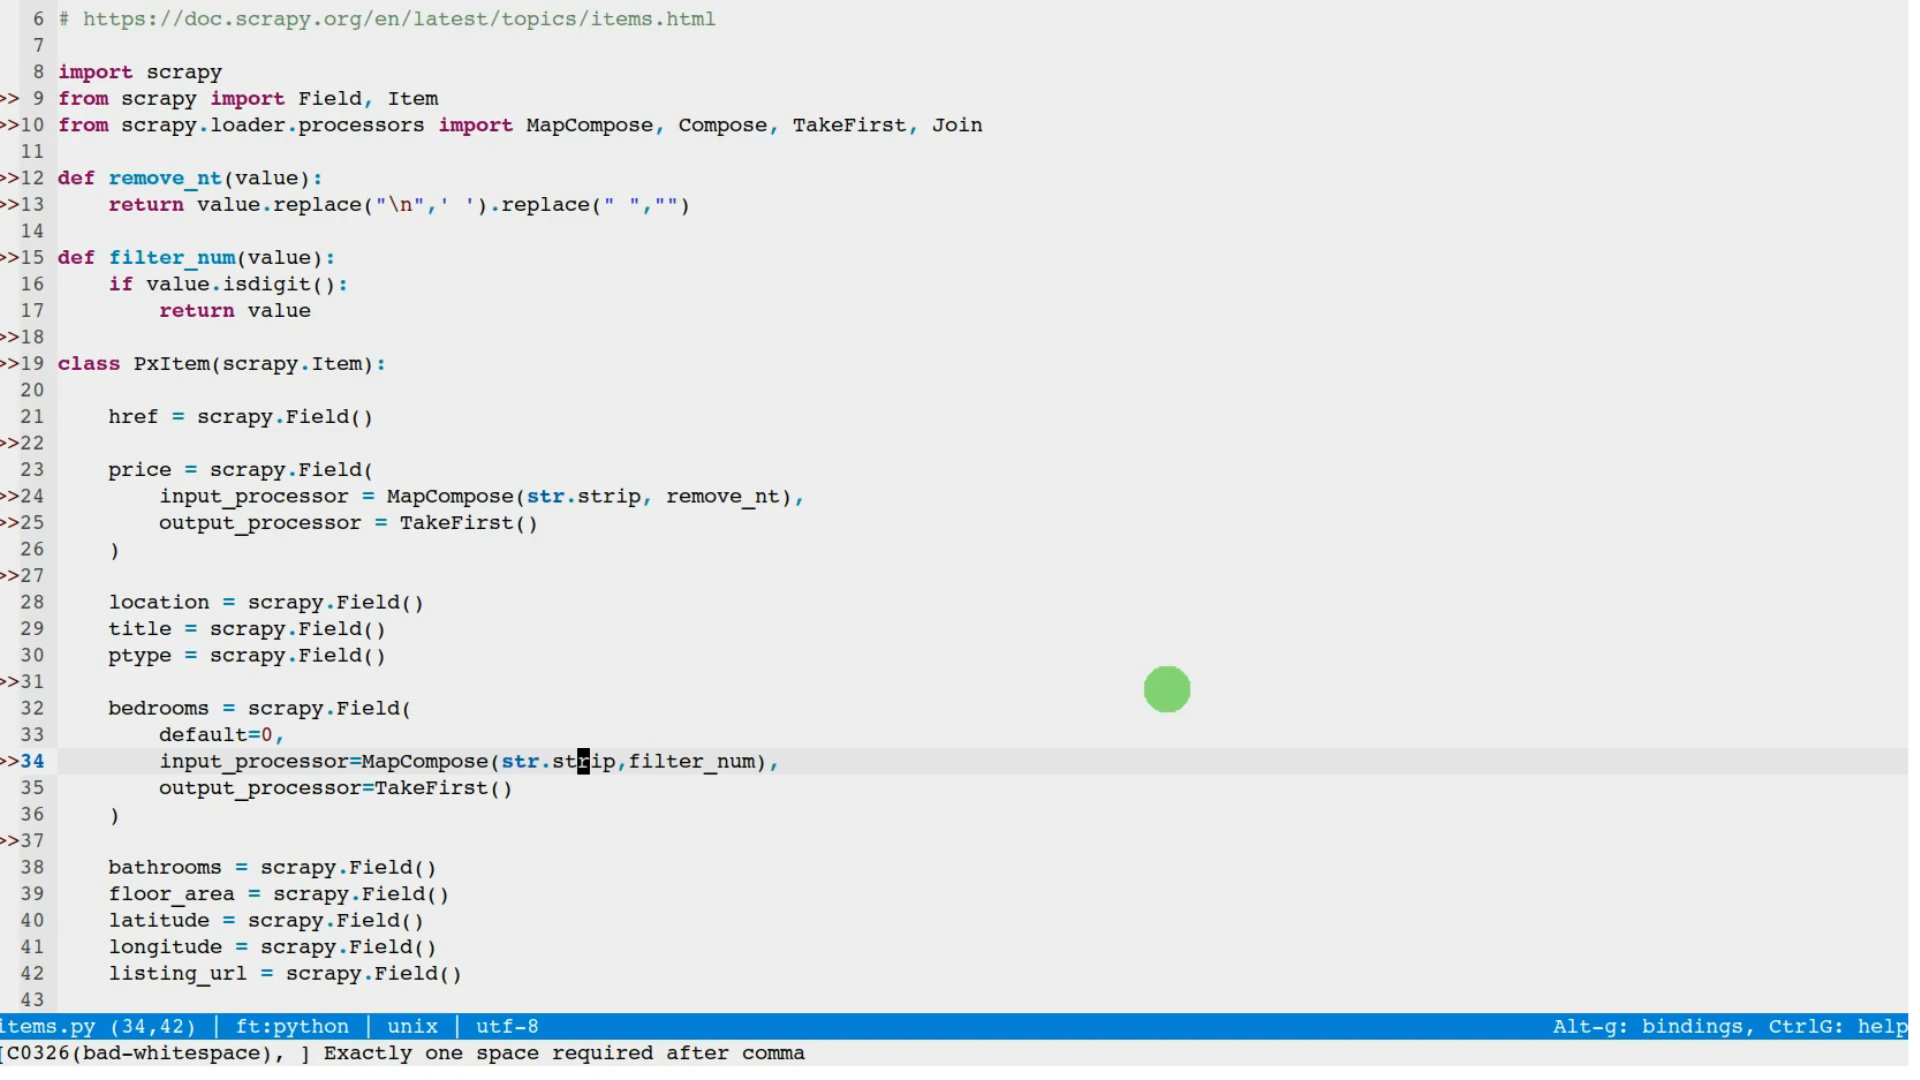 6 # https://doc.scrapy.org/en/latest/topics/items.html
7
8 import scrapy
>> 9 from scrapy import Field, Item
>>10 from scrapy.loader.processors import MapCompose, Compose, TakeFirst, Join
11
>>12 def remove_nt(value):
>>13     return value.replace("\n",' ').replace(" ","")
14
>>15 def filter_num(value):
16     if value.isdigit():
17         return value
>>18
>>19 class PxItem(scrapy.Item):
20
21     href = scrapy.Field()
>>22
23     price = scrapy.Field(
>>24         input_processor = MapCompose(str.strip, remove_nt),
>>25         output_processor = TakeFirst()
26     )
>>27
28     location = scrapy.Field()
29     title = scrapy.Field()
30     ptype = scrapy.Field()
>>31
32     bedrooms = scrapy.Field(
33         default=0,
>>34         input_processor=MapCompose(str.strip,filter_num),
35         output_processor=TakeFirst()
36     )
>>37
38     bathrooms = scrapy.Field()
39     floor_area = scrapy.Field()
40     latitude = scrapy.Field()
41     longitude = scrapy.Field()
42     listing_url = scrapy.Field()
43
items.py (34,42) | ft:python | unix | utf-8 Alt-g: bindings, CtrlG: help
[C0326(bad-whitespace), ] Exactly one space required after comma